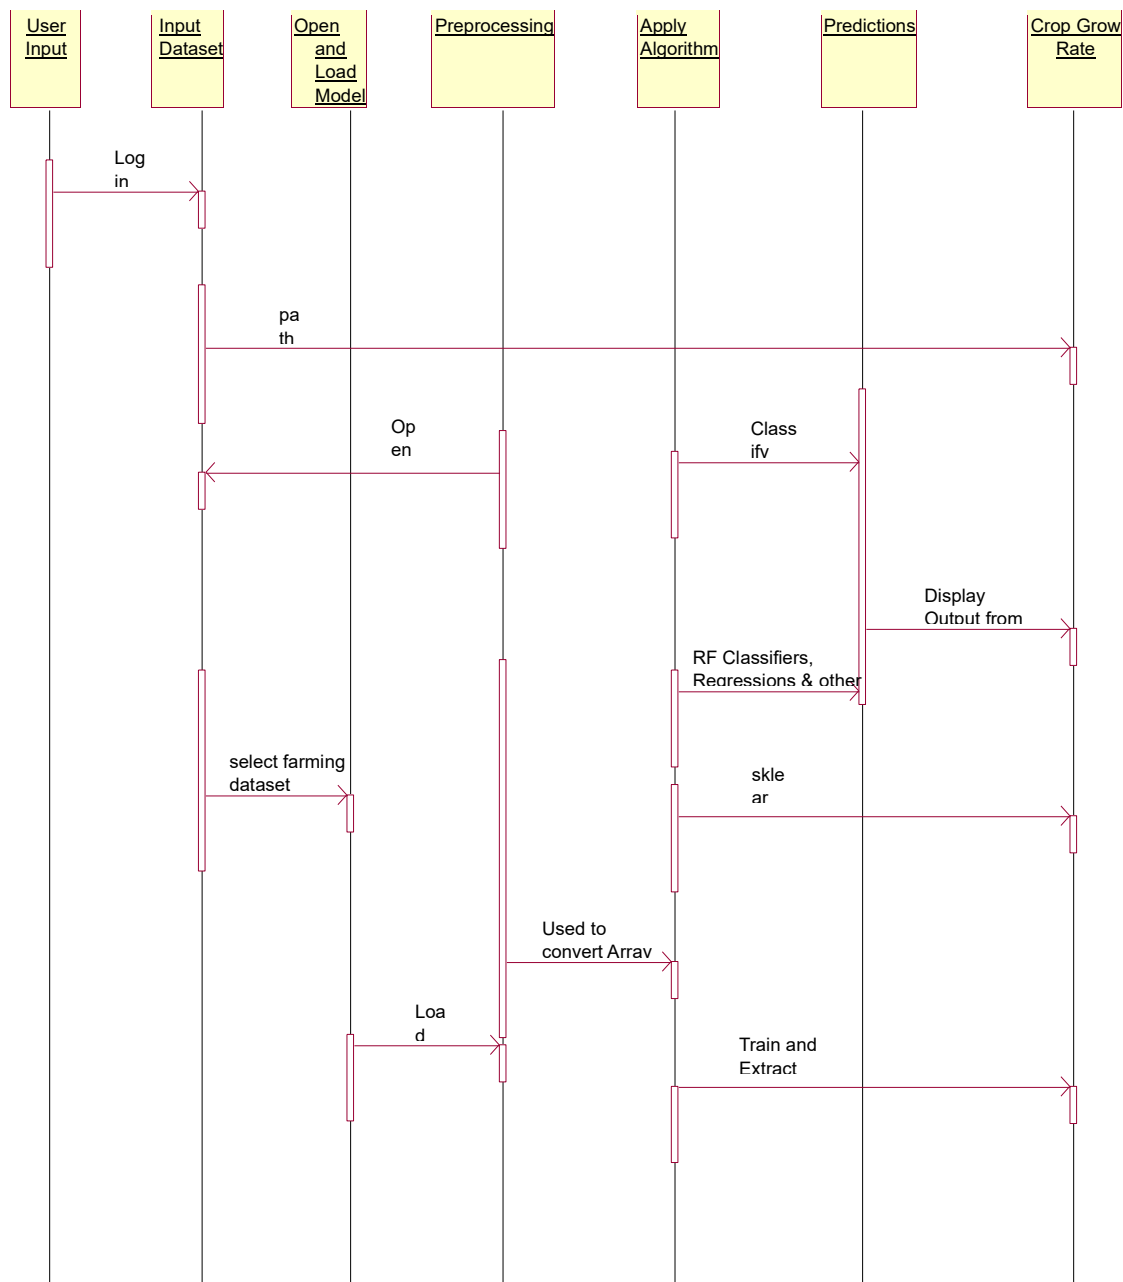 User
Input
Input
Dataset
Open
and
Load
Model
Preprocessing
Apply
Algorithm
Predictions
Crop Grow
Rate
Log
in
pa
th
Op
en
Class
ify
Display
Output from
RF Classifiers,
Regressions & other
select farming
dataset
skle
ar
Used to
convert Array
Loa
d
Train and
Extract